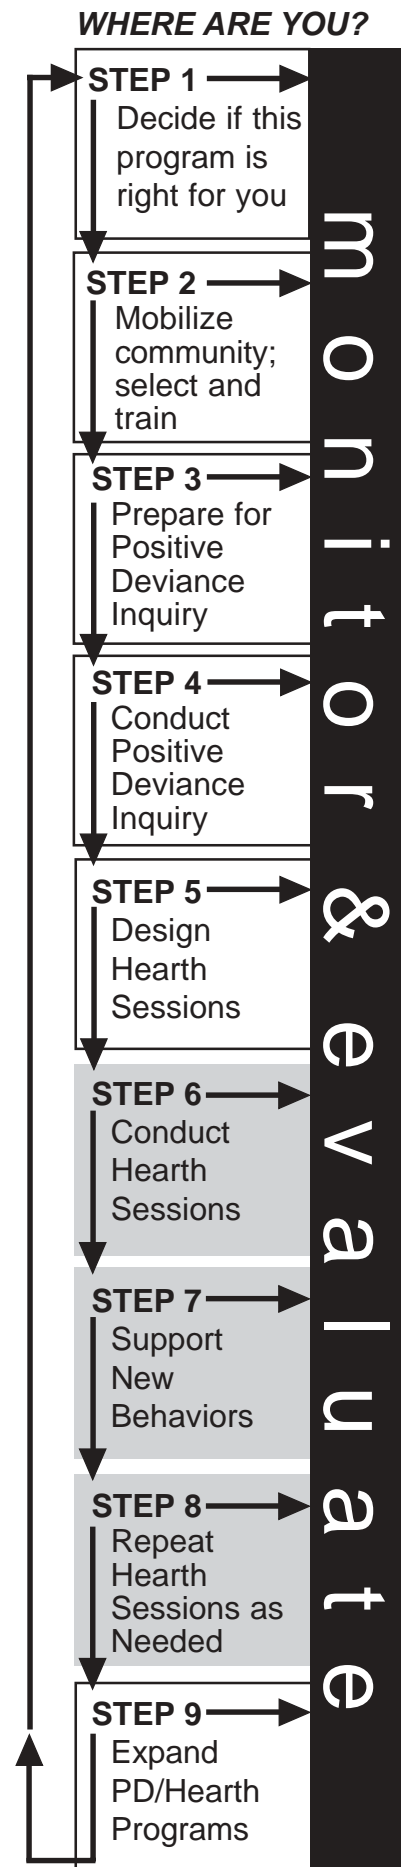 WHERE ARE YOU?
STEP 1
Decide if this
program is
right for you
STEP 2
Mobilize
community;
select and
train
STEP 3
Prepare for
Positive
Deviance
Inquiry
STEP 4
Conduct
Positive
Deviance
Inquiry
STEP 5
Design
Hearth
Sessions
STEP 6
Conduct
Hearth
Sessions
STEP 7
Support
New
Behaviors
STEP 8
Repeat
Hearth
Sessions as
Needed
STEP 9
Expand
PD/Hearth
Programs
monitor & evaluate